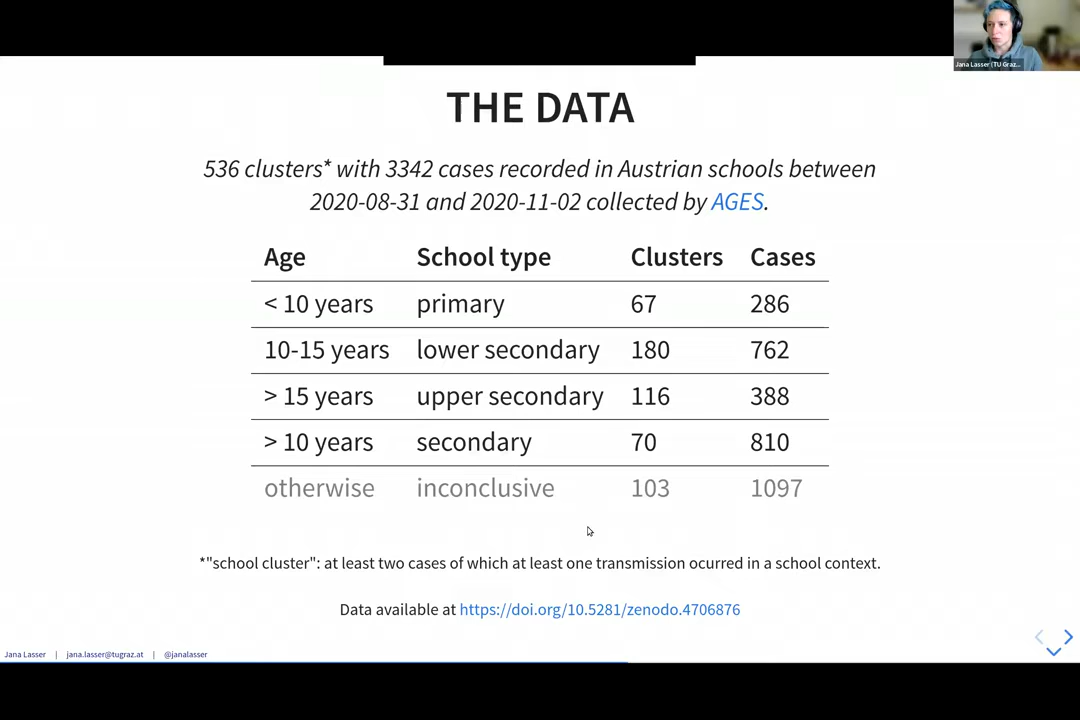 Jana Lasser (TU Graz...
THE DATA
536 clusters* with 3342 cases recorded in Austrian schools between
2020-08-31 and 2020-11-02 collected by AGES.
Age School type Clusters Cases
< 10 years primary 67 286
10-15 years lower secondary 180 762
> 15 years upper secondary 116 388
> 10 years secondary 70 810
otherwise inconclusive 103 1097
*"school cluster": at least two cases of which at least one transmission ocurred in a school context.
Data available at https://doi.org/10.5281/zenodo.4706876
Jana Lasser | jana.lasser@tugraz.at | @janalasser